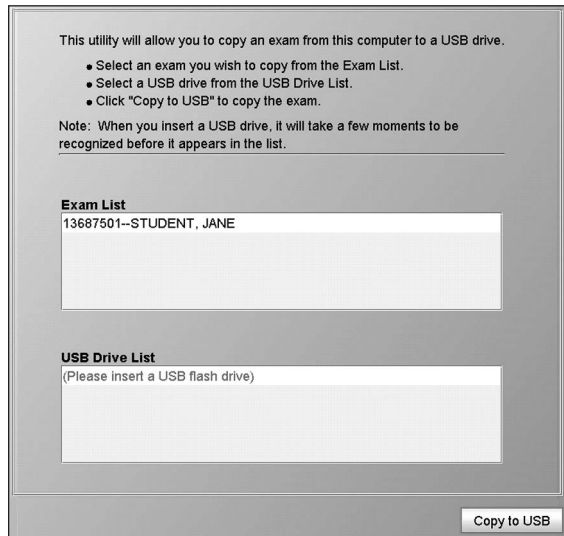 This utility will allow you to copy an exam from this computer to a USB drive.
● Select an exam you wish to copy from the Exam List.
● Select a USB drive from the USB Drive List.
● Click "Copy to USB" to copy the exam.
Note: When you insert a USB drive, it will take a few moments to be
recognized before it appears in the list.
Exam List
13687501--STUDENT, JANE
USB Drive List
(Please insert a USB flash drive)
Copy to USB